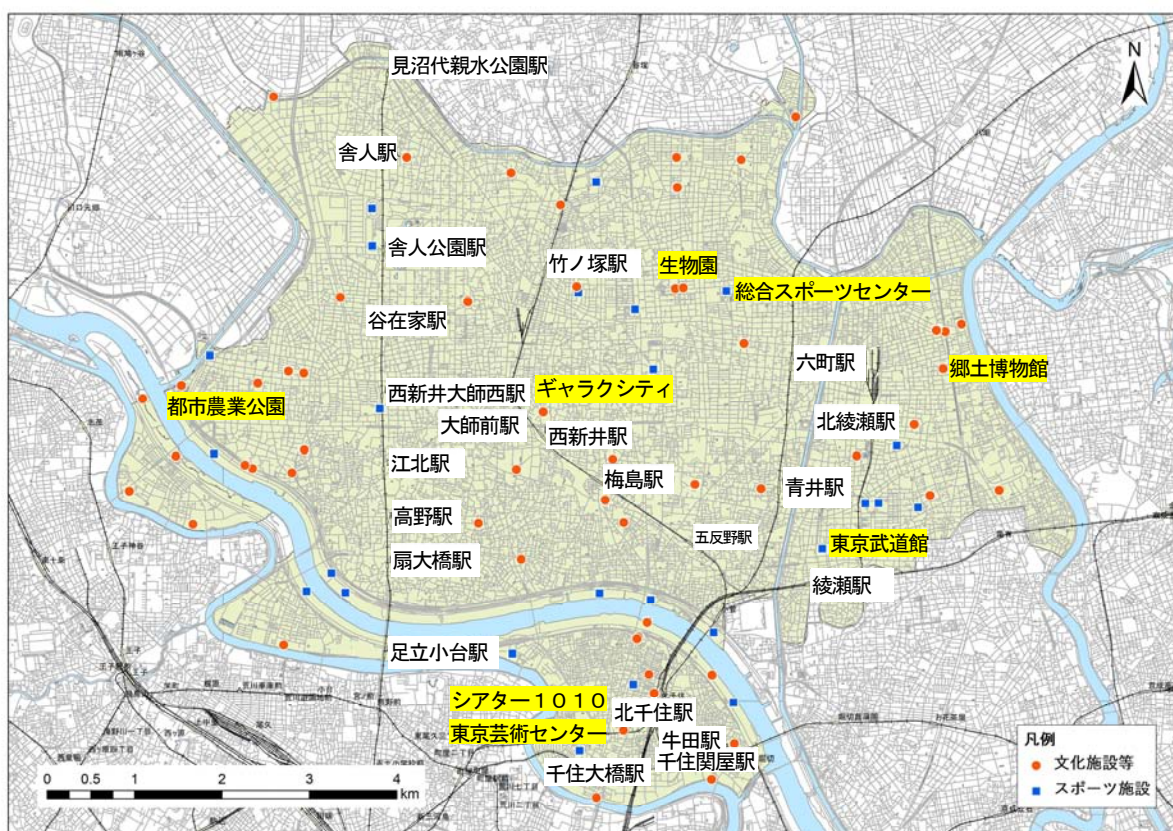 見沼代親水公園駅
N
舎人駅
舎人公園駅
竹ノ塚駅
生物園
総合スポーツセンター
谷在家駅
六町駅
郷土博物館
西新井大師西駅
ギャラクシティ
都市農業公園
大師前駅
西新井駅
北綾瀬駅
江北駅
梅島駅
青井駅
高野駅
五反野駅
東京武道館
扇大橋駅
綾瀬駅
足立小台駅
シアター１０１０
北千住駅
東京芸術センター
牛田駅
千住関屋駅
千住大橋駅
凡例
文化施設等
スポーツ施設
0 0.5 1 2 3 4
km